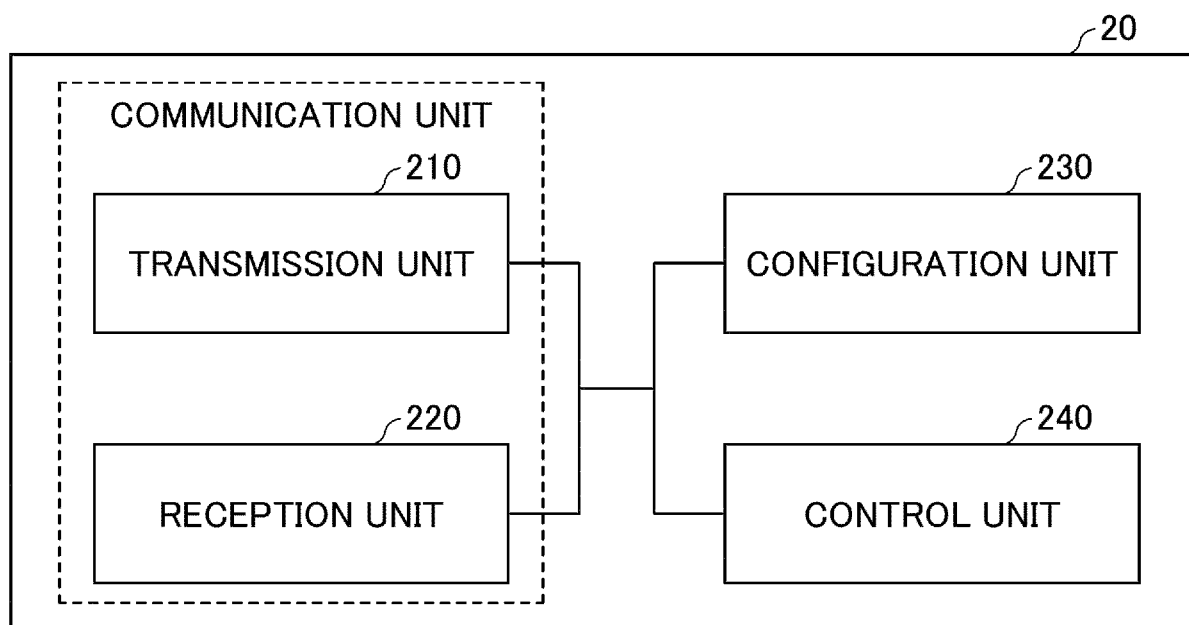 20
COMMUNICATION UNIT
210
230
TRANSMISSION UNIT
CONFIGURATION UNIT
220
240
RECEPTION UNIT
CONTROL UNIT